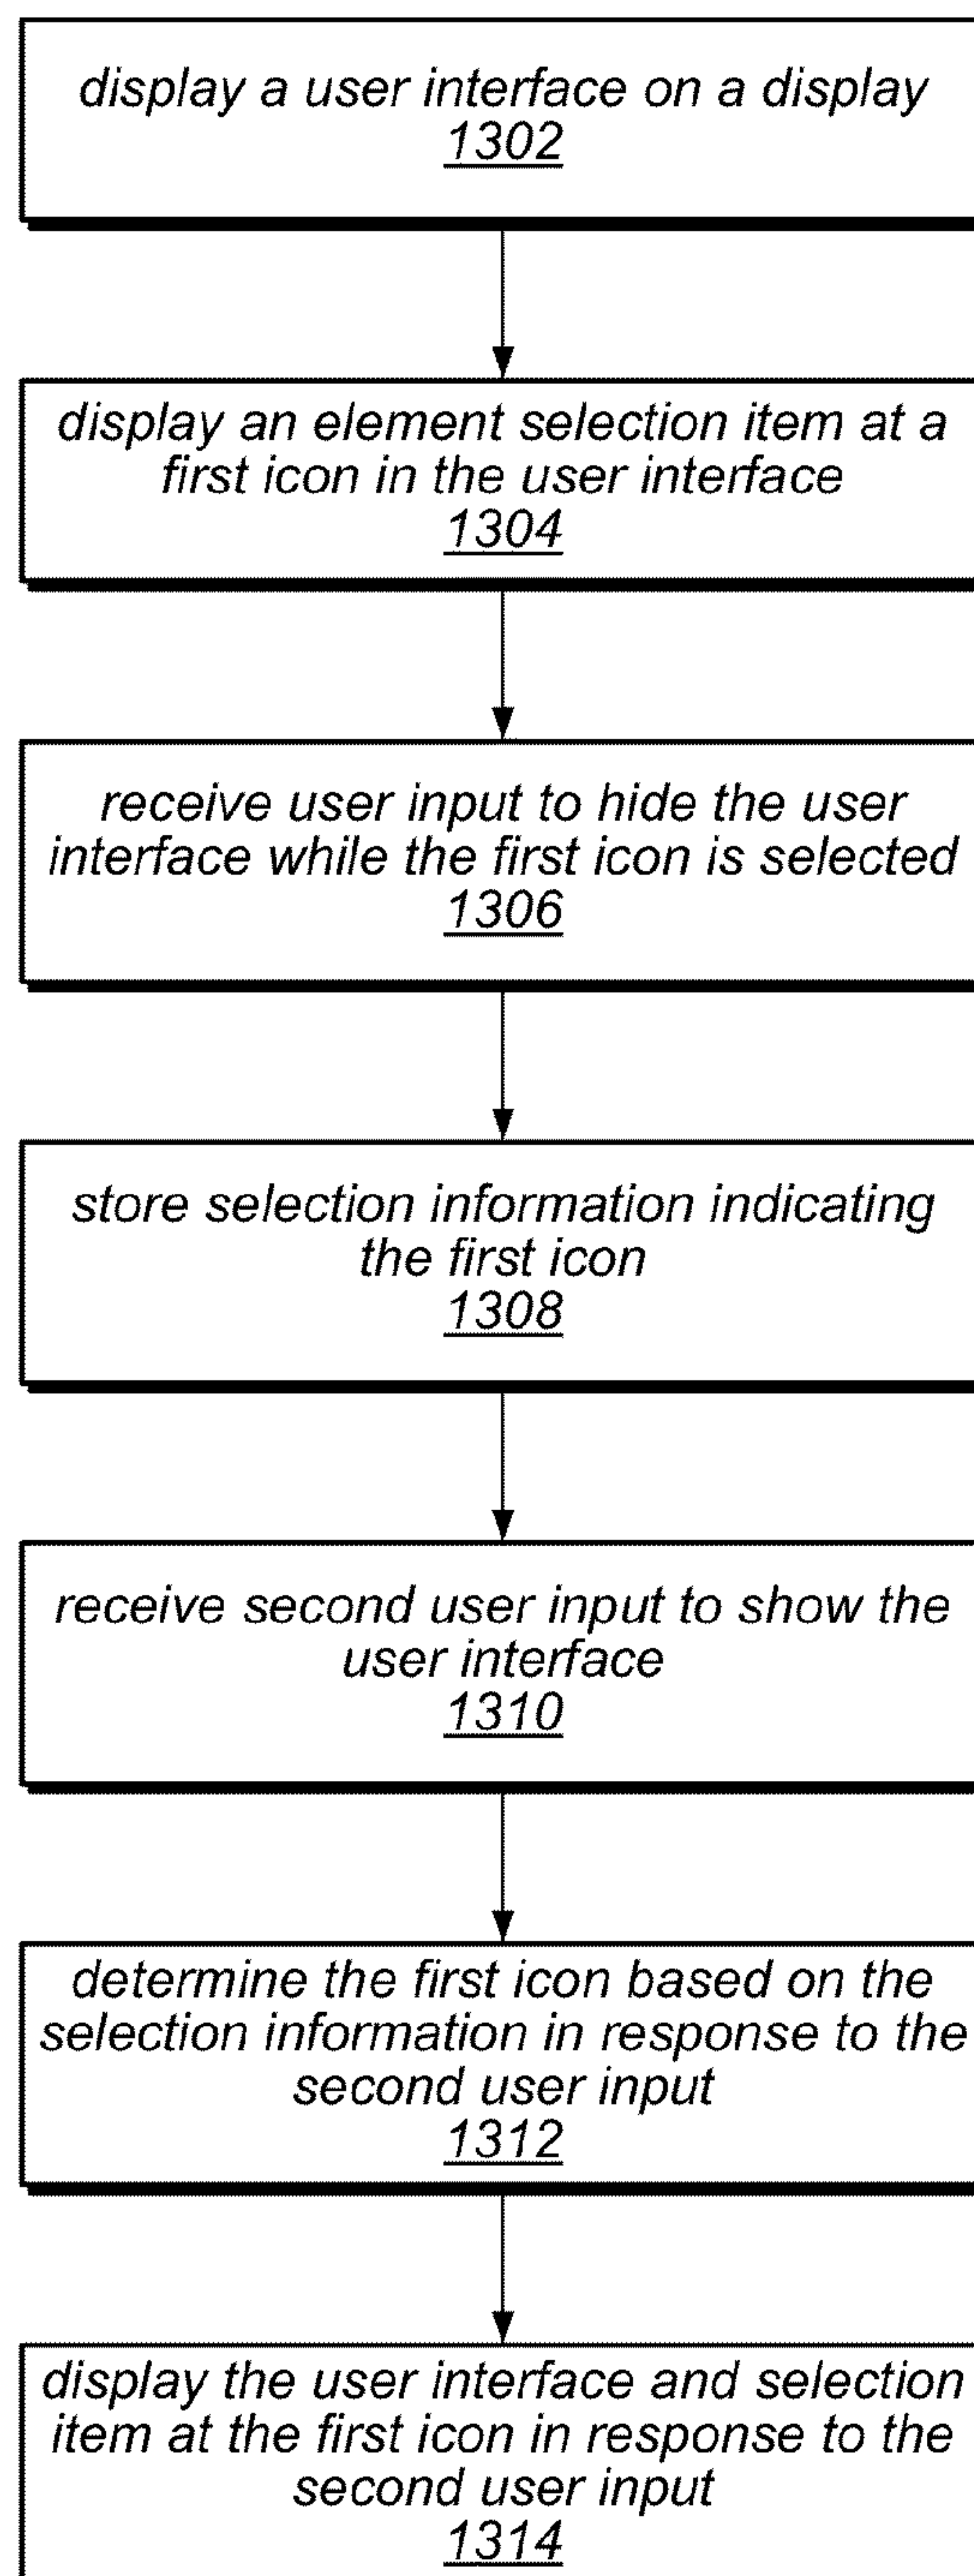 display a user interface on a display
1302
display an element selection item at a
first icon in the user interface
1304
receive user input to hide the user
interface while the first icon is selected
1306
store selection information indicating
the first icon
1308
receive second user input to show the
user interface
1310
determine the first icon based on the
selection information in response to the
second user input
1312
display the user interface and selection
item at the first icon in response to the
second user input
1314